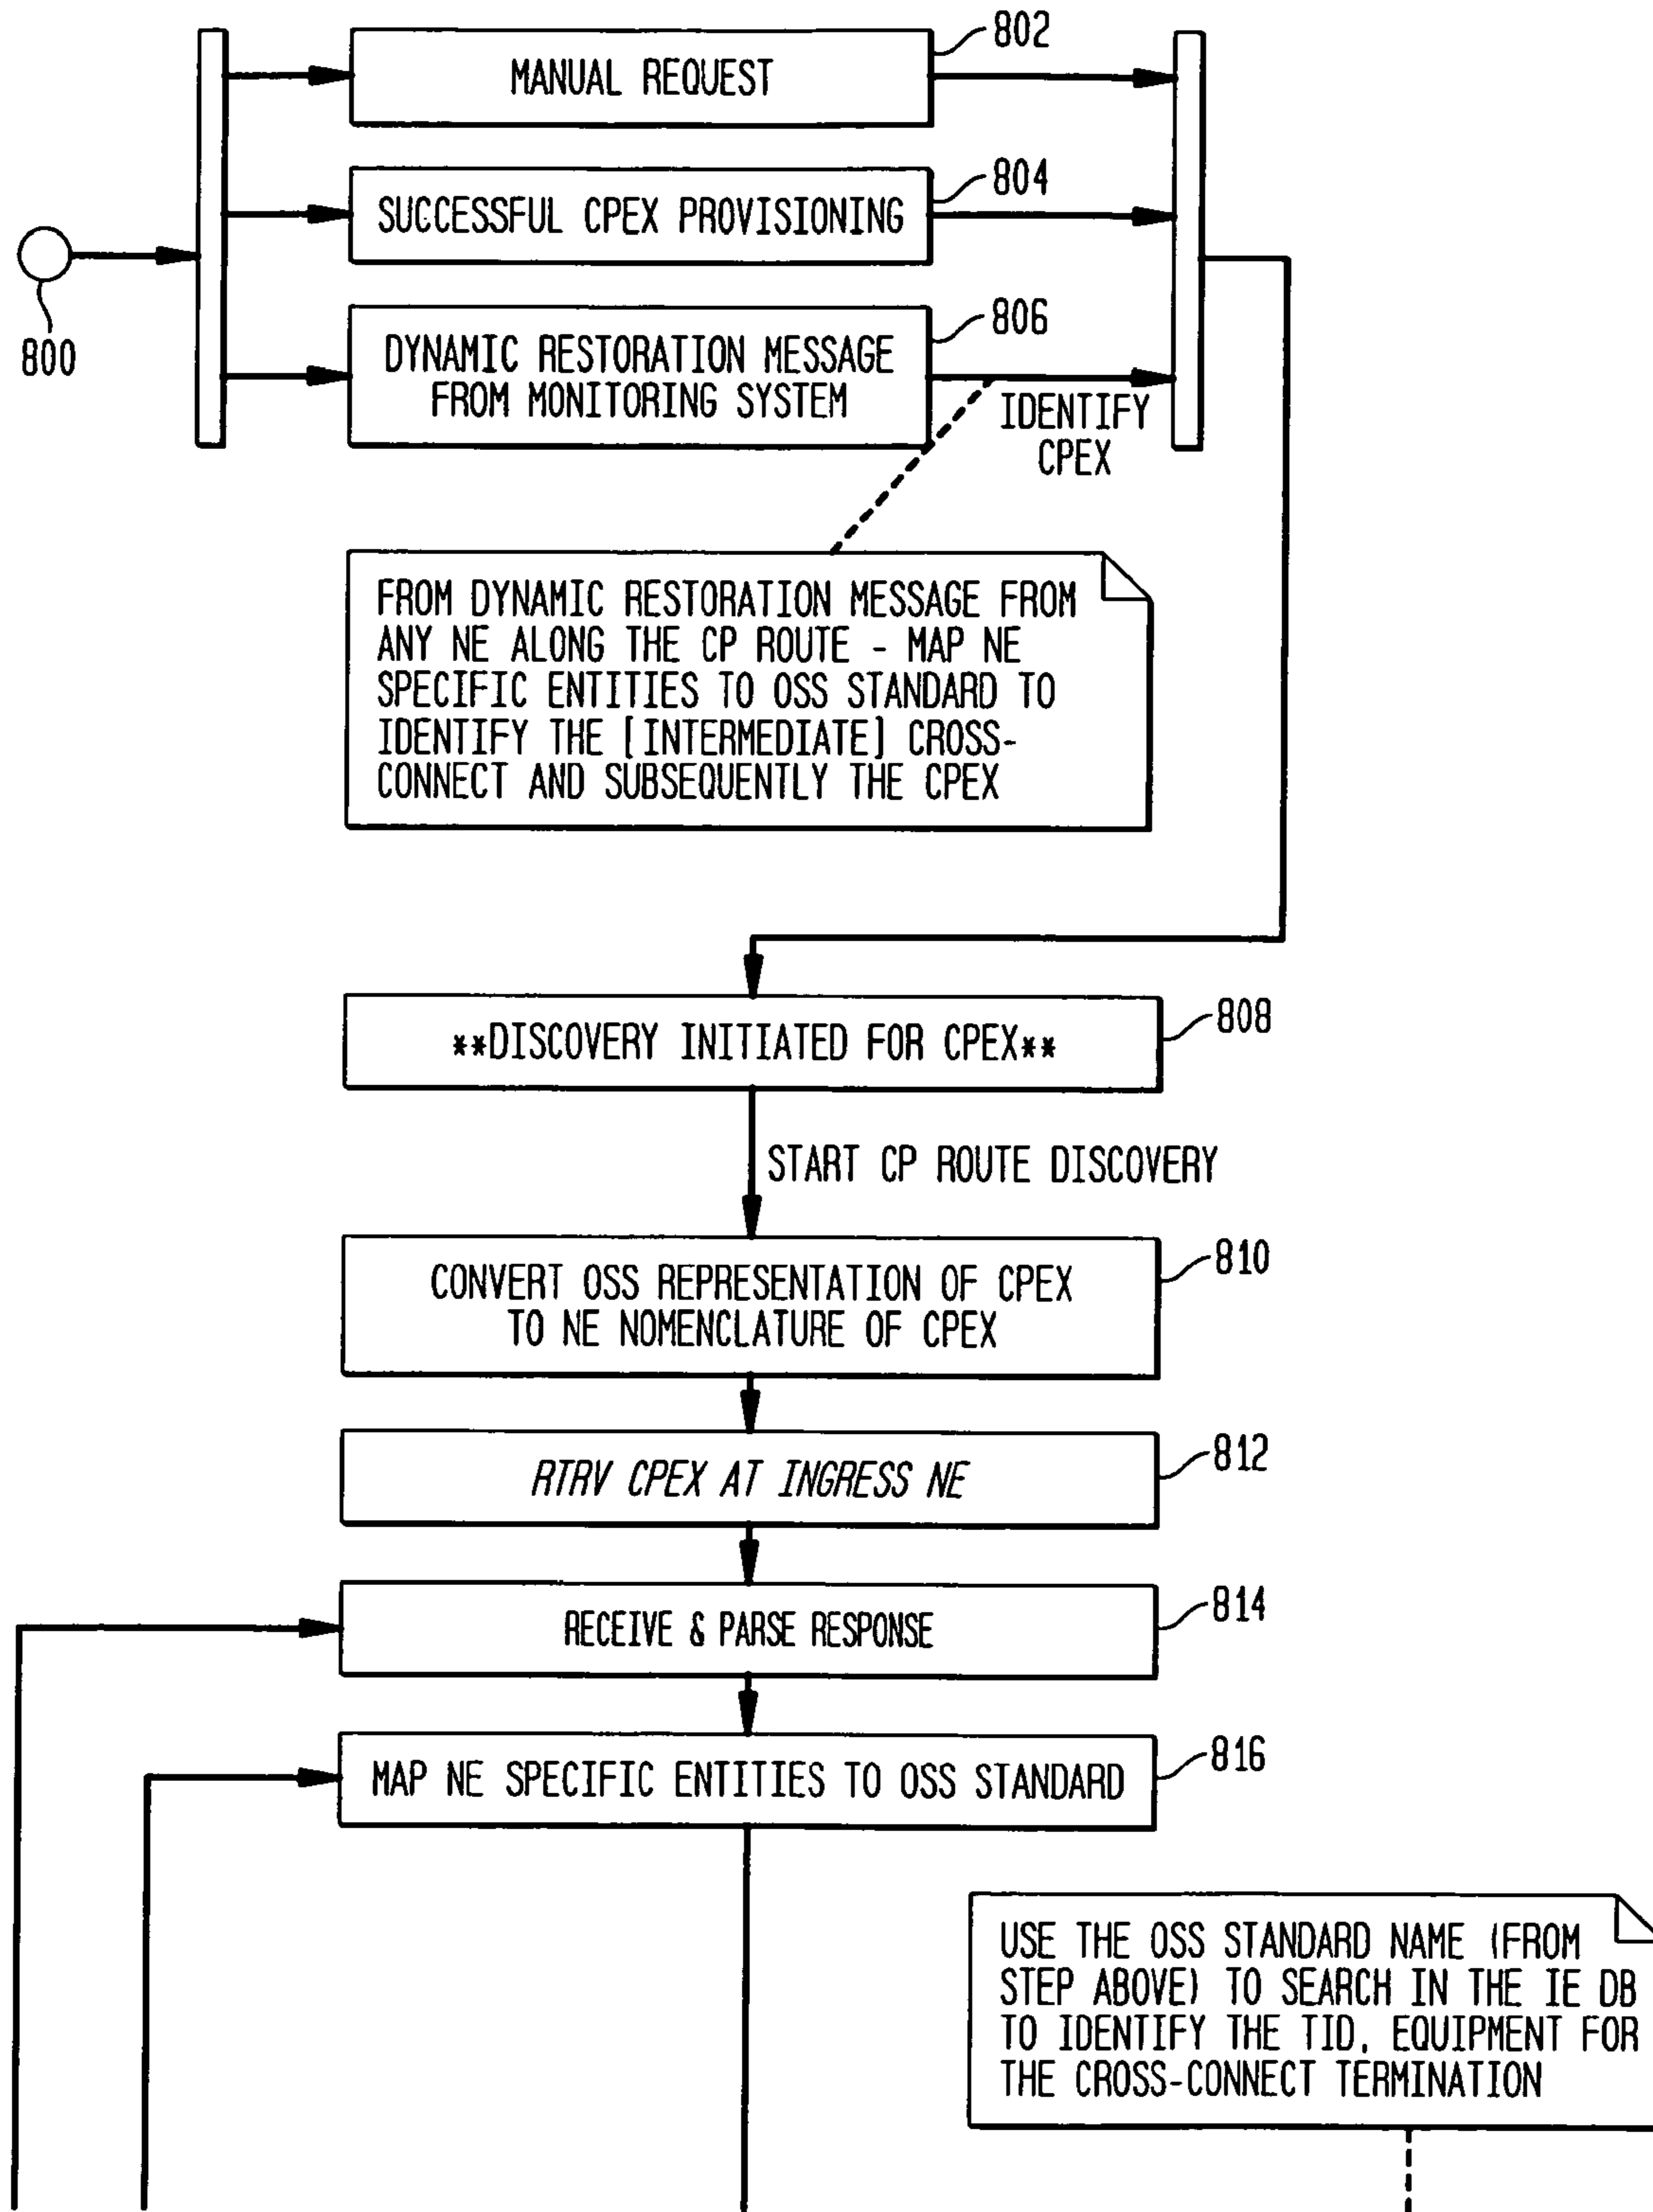 802
MANUAL REQUEST
804
SUCCESSFUL CPEX PROVISIONING
800
806
DYNAMIC RESTORATION MESSAGE
FROM MONITORING SYSTEM
IDENTIFY
CPEX
FROM DYNAMIC RESTORATION MESSAGE FROM
ANY NE ALONG THE CP ROUTE - MAP NE
SPECIFIC ENTITIES TO OSS STANDARD TO
IDENTIFY THE [INTERMEDIATE] CROSS-
CONNECT AND SUBSEQUENTLY THE CPEX
808
**DISCOVERY INITIATED FOR CPEX**
START CP ROUTE DISCOVERY
810
CONVERT OSS REPRESENTATION OF CPEX
TO NE NOMENCLATURE OF CPEX
812
RTRV CPEX AT INGRESS NE
814
RECEIVE & PARSE RESPONSE
816
MAP NE SPECIFIC ENTITIES TO OSS STANDARD
USE THE OSS STANDARD NAME (FROM
STEP ABOVE) TO SEARCH IN THE IE DB
TO IDENTIFY THE TID, EQUIPMENT FOR
THE CROSS-CONNECT TERMINATION